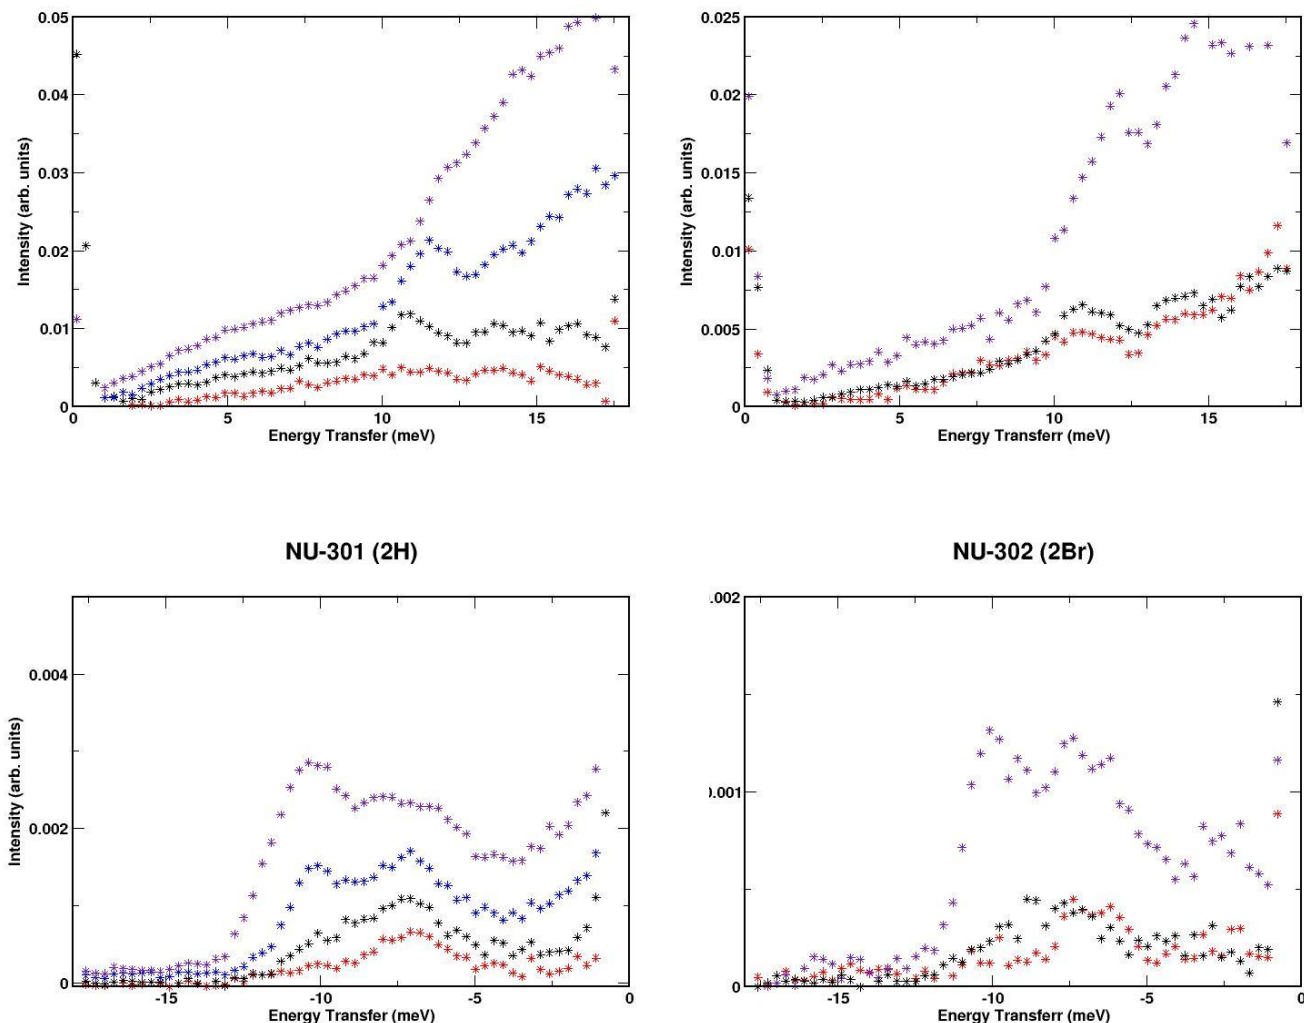 0.05
0.04
0.03
0.02
0.01
0
0 5 10 15
Intensity (arb. units)
Energy Transfer (meV)
0.025
0.02
0.015
0.01
0.005
0
0 5 10 15
Intensity (arb. units)
Energy Transferr (meV)
NU-301 (2H)
0.004
0.002
0
-15 -10 -5 0
Intensity (arb. units)
Energy Transfer (meV)
NU-302 (2Br)
.002
).001
0
-15 -10 -5 0
Energy Transferr (meV)